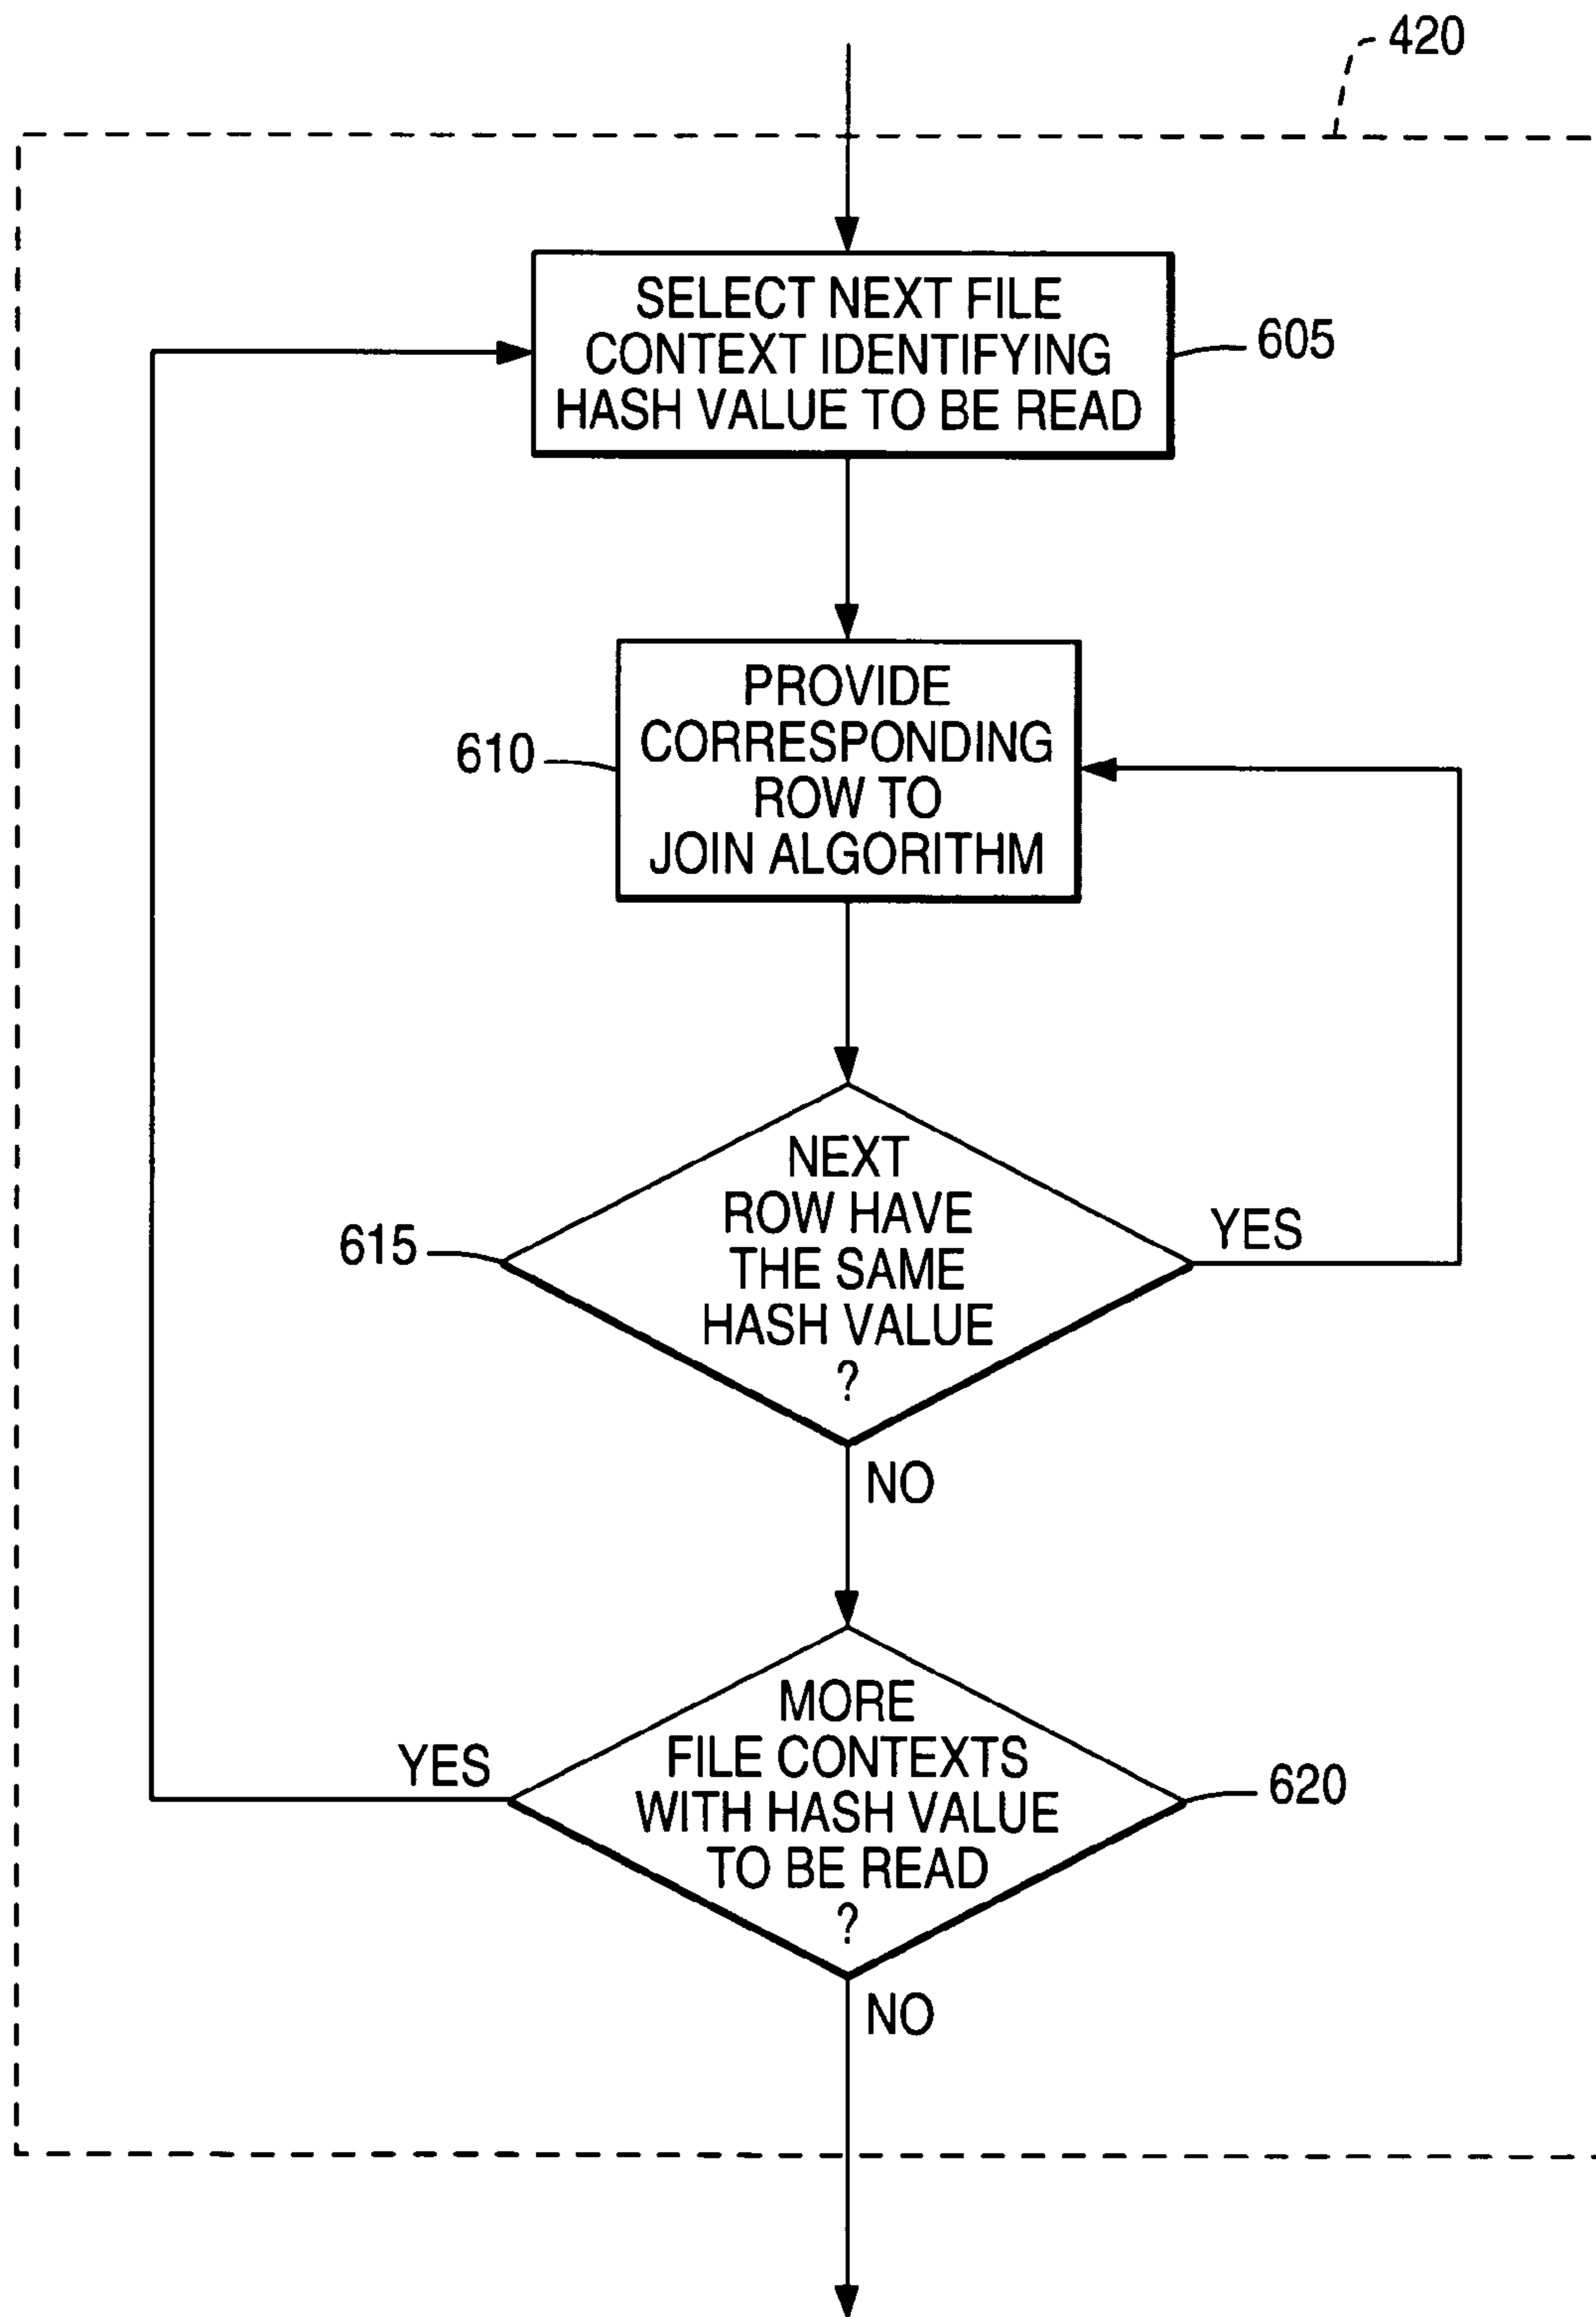 420
SELECT NEXT FILE
CONTEXT IDENTIFYING
HASH VALUE TO BE READ
605
PROVIDE
CORRESPONDING
ROW TO
JOIN ALGORITHM
610
NEXT
ROW HAVE
THE SAME
HASH VALUE
?
615
YES
NO
MORE
FILE CONTEXTS
WITH HASH VALUE
TO BE READ
?
YES
620
NO